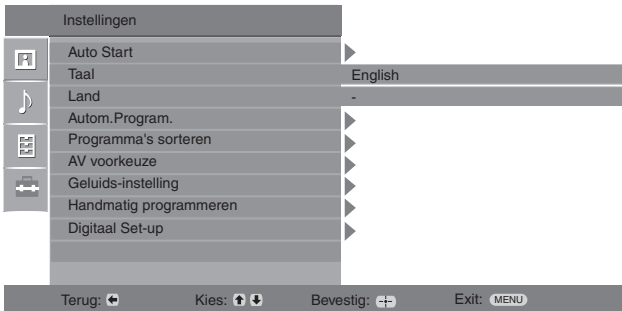 Instellingen
Auto Start
Taal English
Land -
Autom.Program.
Programma's sorteren
AV voorkeuze
Geluids-instelling
Handmatig programmeren
Digitaal Set-up
Terug: Kies: Bevestig: Exit: MENU